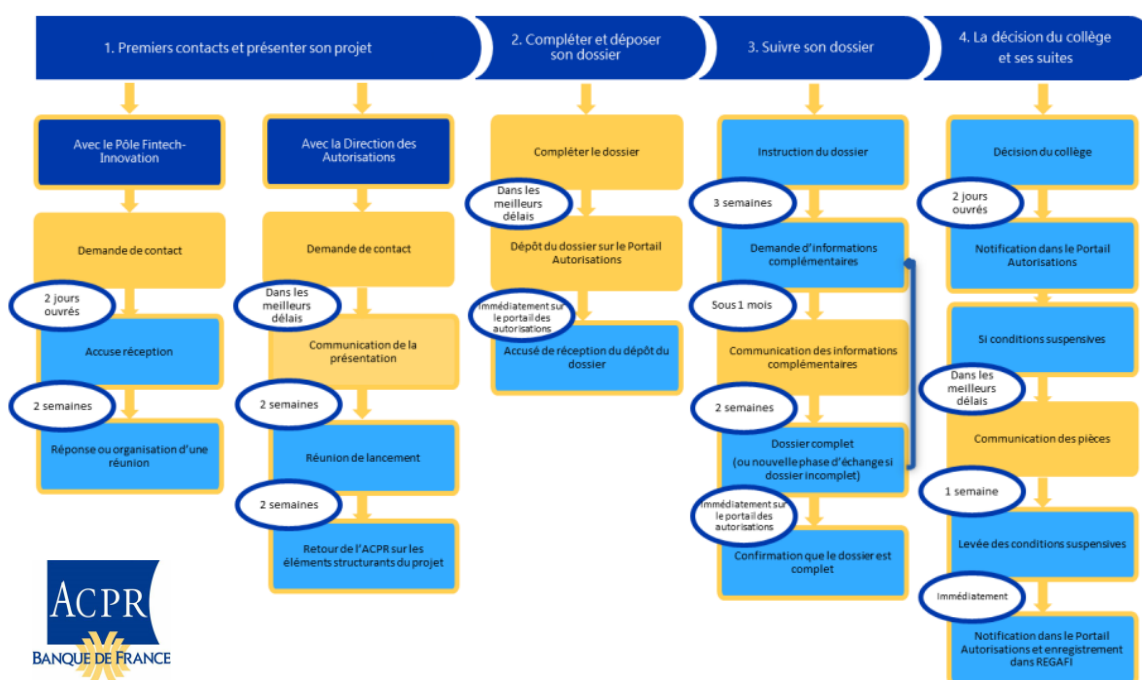 1. Premiers contacts et présenter son projet
2. Compléter et déposer
son dossier
3. Suivre son dossier
4. La décision du collège
et ses suites
Avec le Pôle Fintech-
Innovation
Demande de contact
2 jours
ouvrés
Accuse réception
2 semaines
Réponse ou organisation d'une
réunion
Avec la Direction des
Autorisations
Demande de contact
Dans les
meilleurs
délais
Communication de la
présentation
2 semaines
Réunion de lancement
2 semaines
Retour de l'ACPR sur les
éléments structurants du projet
Compléter le dossier
Dans les
meilleurs
délais
Dépôt du dossier sur le Portail
Autorisations
Immédiatement sur
le portail des
autorisations
Accusé de réception du dépôt du
dossier
Instruction du dossier
3 semaines
Demande d'informations
complémentaires
Sous 1 mois
Communication des informations
complémentaires
2 semaines
Dossier complet
(ou nouvelle phase d'échange si
dossier incomplet)
Immédiatement sur
le portail des
autorisations
Confirmation que le dossier est
complet
Décision du collège
2 jours
ouvrés
Notification dans le Portail
Autorisations
Si conditions suspensives
Dans les
meilleurs
délais
Communication des pièces
1 semaine
Levée des conditions suspensives
Immédiatement
Notification dans le Portail
Autorisations et enregistrement
dans REGAFI
ACPR
BANQUE DE FRANCE